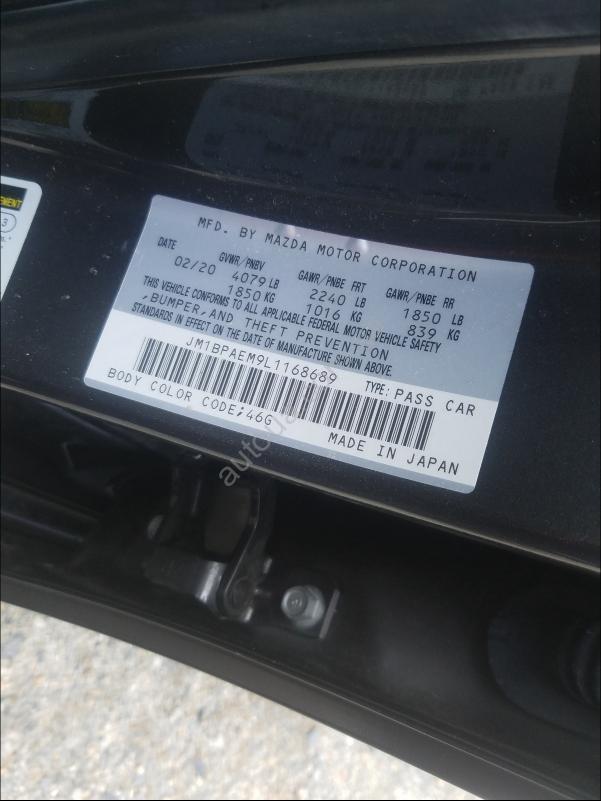 EMENT
3
MFD. BY MAZDA MOTOR CORPORATION
DATE GVWR/PNBV GAWR/PNBE FRT GAWR/PNBE RR
02/20 4079 LB 2240 LB 1850 LB
1850 KG 1016 KG 839 KG
THIS VEHICLE CONFORMS TO ALL APPLICABLE FEDERAL MOTOR VEHICLE SAFETY
,BUMPER,AND THEFT PREVENTION
STANDARDS IN EFFECT ON THE DATE OF MANUFACTURE SHOWN ABOVE.
JM1BPAEM9L1168689 TYPE: PASS CAR
BODY COLOR CODE;46G MADE IN JAPAN